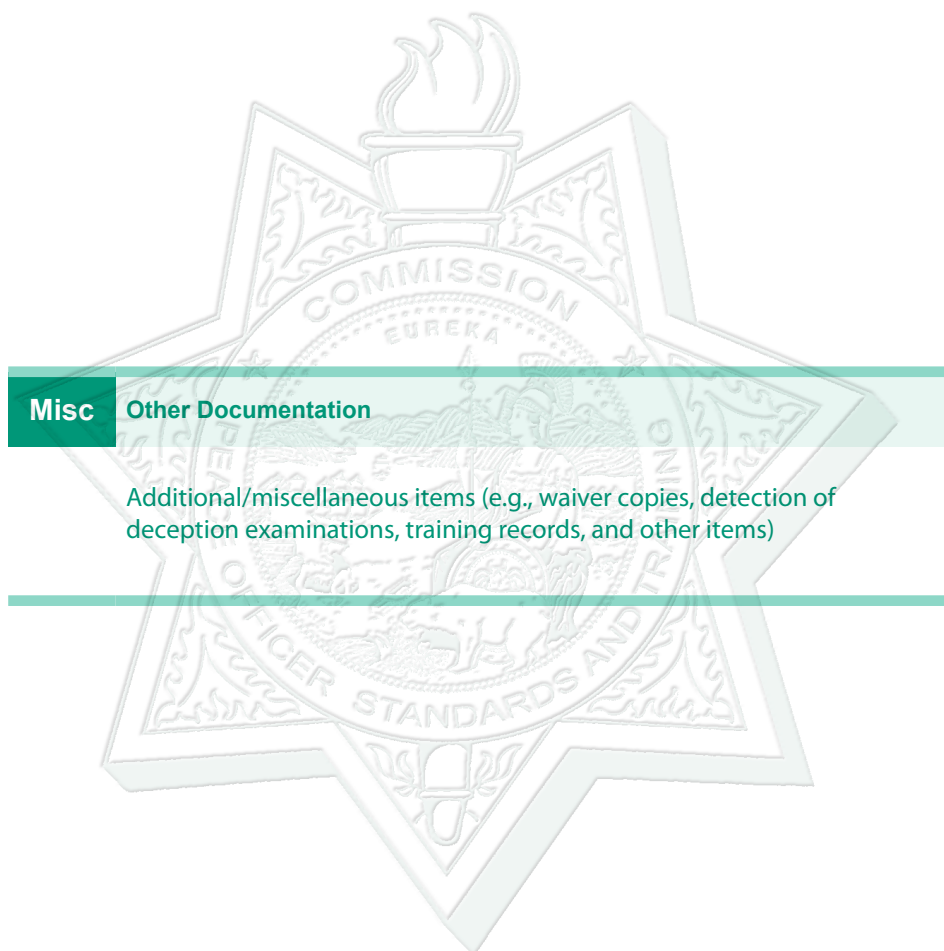 COMMISSION
EUREKA
Misc Other Documentation
Additional/miscellaneous items (e.g., waiver copies, detection of
deception examinations, training records, and other items)
PEACE OFFICER STANDARDS AND TRAINING